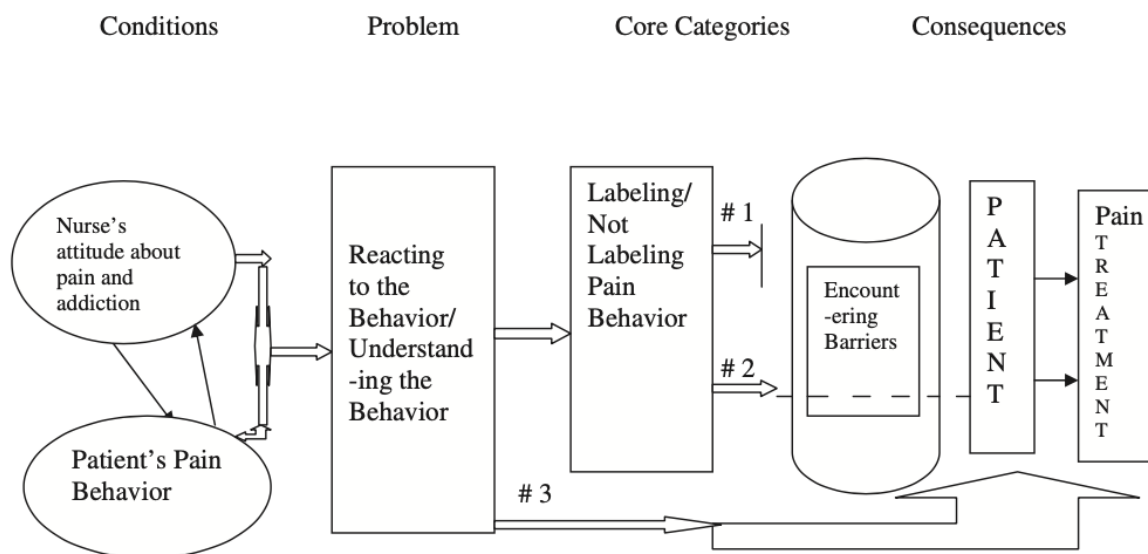 Conditions
Problem
Core Categories
Consequences
Nurse's
attitude about
pain and
addiction
Patient's Pain
Behavior
Reacting
to the
Behavior/
Understand
-ing the
Behavior
Labeling/
Not
Labeling
Pain
Behavior
# 1
# 2
# 3
Encount
-ering
Barriers
P
A
T
I
E
N
T
Pain
T
R
E
A
T
M
E
N
T